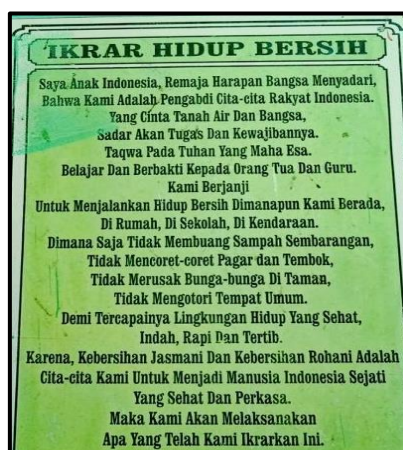 IKRAR HIDUP BERSIH
Saya Anak Indonesia, Remaja Harapan Bangsa Menyadari,
Bahwa Kami Adalah Pengabdi Cita-cita Rakyat Indonesia.
Yang Cinta Tanah Air Dan Bangsa,
Sadar Akan Tugas Dan Kewajibannya.
Taqwa Pada Tuhan Yang Maha Esa.
Belajar Dan Berbakti Kepada Orang Tua Dan Guru.
Kami Berjanji
Untuk Menjalankan Hidup Bersih Dimanapun Kami Berada,
Di Rumah, Di Sekolah, Di Kendaraan.
Dimana Saja Tidak Membuang Sampah Sembarangan,
Tidak Mencoret-coret Pagar dan Tembok,
Tidak Merusak Bunga-bunga Di Taman,
Tidak Mengotori Tempat Umum.
Demi Tercapainya Lingkungan Hidup Yang Sehat,
Indah, Rapi Dan Tertib.
Karena, Kebersihan Jasmani Dan Kebersihan Rohani Adalah
Cita-cita Kami Untuk Menjadi Manusia Indonesia Sejati
Yang Sehat Dan Perkasa.
Maka Kami Akan Melaksanakan
Apa Yang Telah Kami Ikrarkan Ini.